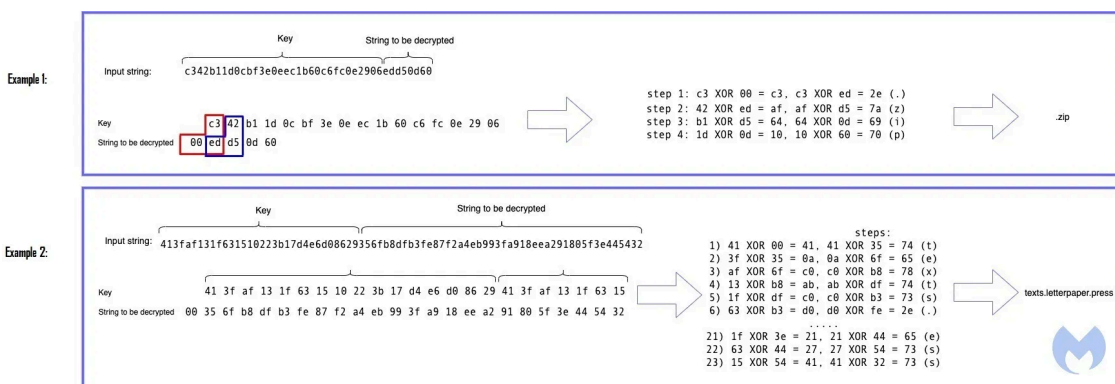 Example 1:
Key String to be decrypted
Input string: c342b11d0cbf3e0eec1b60c6fc0e2906edd50d60
Key c3 42 b1 1d 0c bf 3e 0e ec 1b 60 c6 fc 0e 29 06
String to be decrypted 00 ed d5 0d 60
step 1: c3 XOR 00 = c3, c3 XOR ed = 2e (.)
step 2: 42 XOR ed = af, af XOR d5 = 7a (z)
step 3: b1 XOR d5 = 64, 64 XOR 0d = 69 (i)
step 4: 1d XOR 0d = 10, 10 XOR 60 = 70 (p)
.zip
Example 2:
Key String to be decrypted
Input string: 413faf131f631510223b17d4e6d08629356fb8dfb3fe87f2a4eb993fa918eea291805f3e445432
Key 41 3f af 13 1f 63 15 10 22 3b 17 d4 e6 d0 86 29 41 3f af 13 1f 63 15
String to be decrypted 00 35 6f b8 df b3 fe 87 f2 a4 eb 99 3f a9 18 ee a2 91 80 5f 3e 44 54 32
steps:
1) 41 XOR 00 = 41, 41 XOR 35 = 74 (t)
2) 3f XOR 35 = 0a, 0a XOR 6f = 65 (e)
3) af XOR 6f = c0, c0 XOR b8 = 78 (x)
4) 13 XOR b8 = ab, ab XOR df = 74 (t)
5) 1f XOR df = c0, c0 XOR b3 = 73 (s)
6) 63 XOR b3 = d0, d0 XOR fe = 2e (.)
.....
21) 1f XOR 3e = 21, 21 XOR 44 = 65 (e)
22) 63 XOR 44 = 27, 27 XOR 54 = 73 (s)
23) 15 XOR 54 = 41, 41 XOR 32 = 73 (s)
texts.letterpaper.press